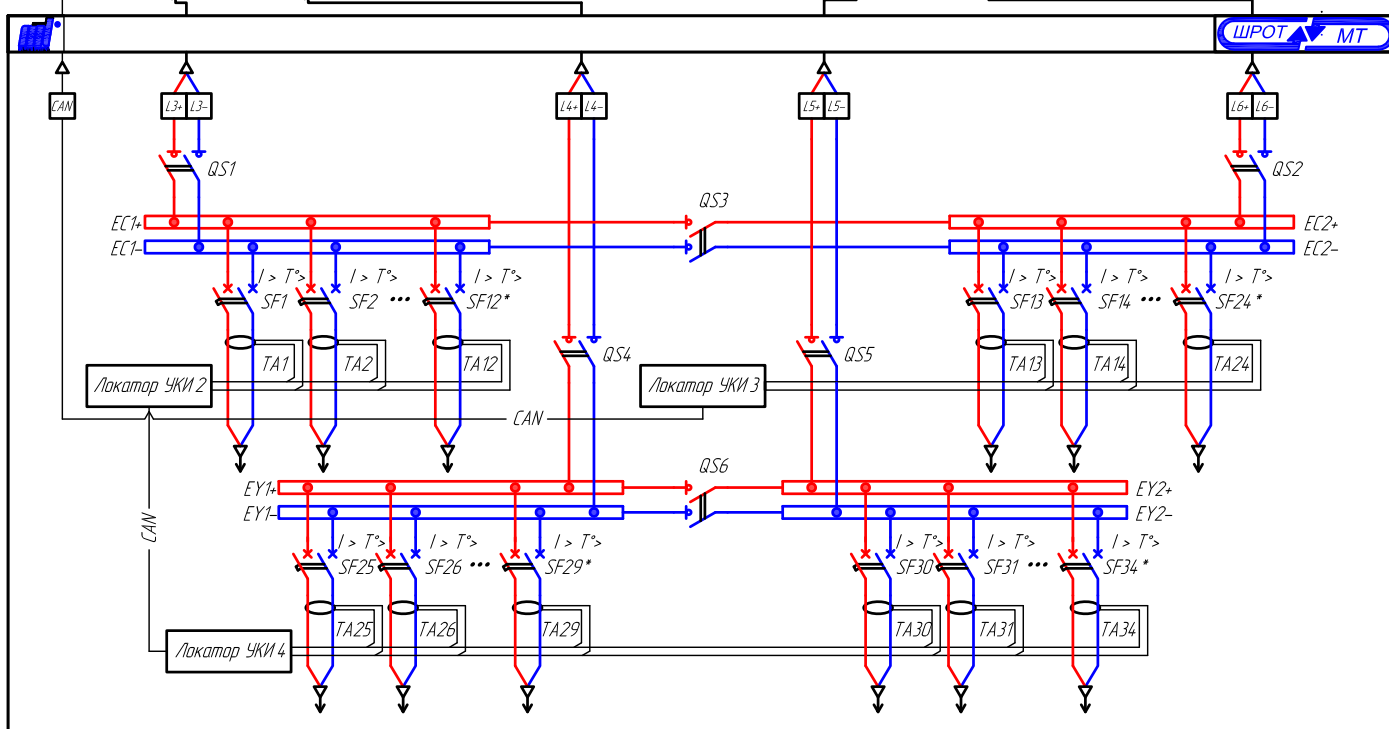 ШРОТ МТ
CAN L3+ L3- L4+ L4- L5+ L5- L6+ L6-
QS1 QS2
QS3
EC1+ EC2+
EC1- EC2-
I > T°> I > T°> I > T°> I > T°> I > T°> I > T°>
SF1 SF2 ... SF12* SF13 SF14 ... SF24*
QS4 QS5
TA1 TA2 TA12 TA13 TA14 TA24
Локатор УКИ 2 Локатор УКИ 3
CAN
QS6
EY1+ EY2+
EY1- EY2-
CAN
I > T°> I > T°> I > T°> I > T°> I > T°> I > T°>
SF25 SF26 ... SF29* SF30 SF31 ... SF34*
TA25 TA26 TA29 TA30 TA31 TA34
Локатор УКИ 4